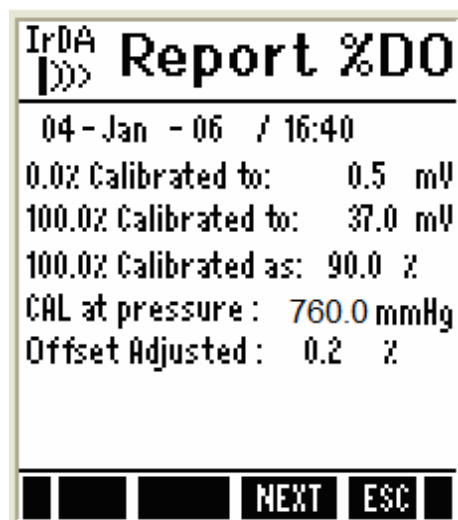 IrDA
Report %DO
04 - Jan - 06 / 16:40
0.0% Calibrated to: 0.5 mV
100.0% Calibrated to: 37.0 mV
100.0% Calibrated as: 90.0 %
CAL at pressure : 760.0 mmHg
Offset Adjusted : 0.2 %
NEXT ESC